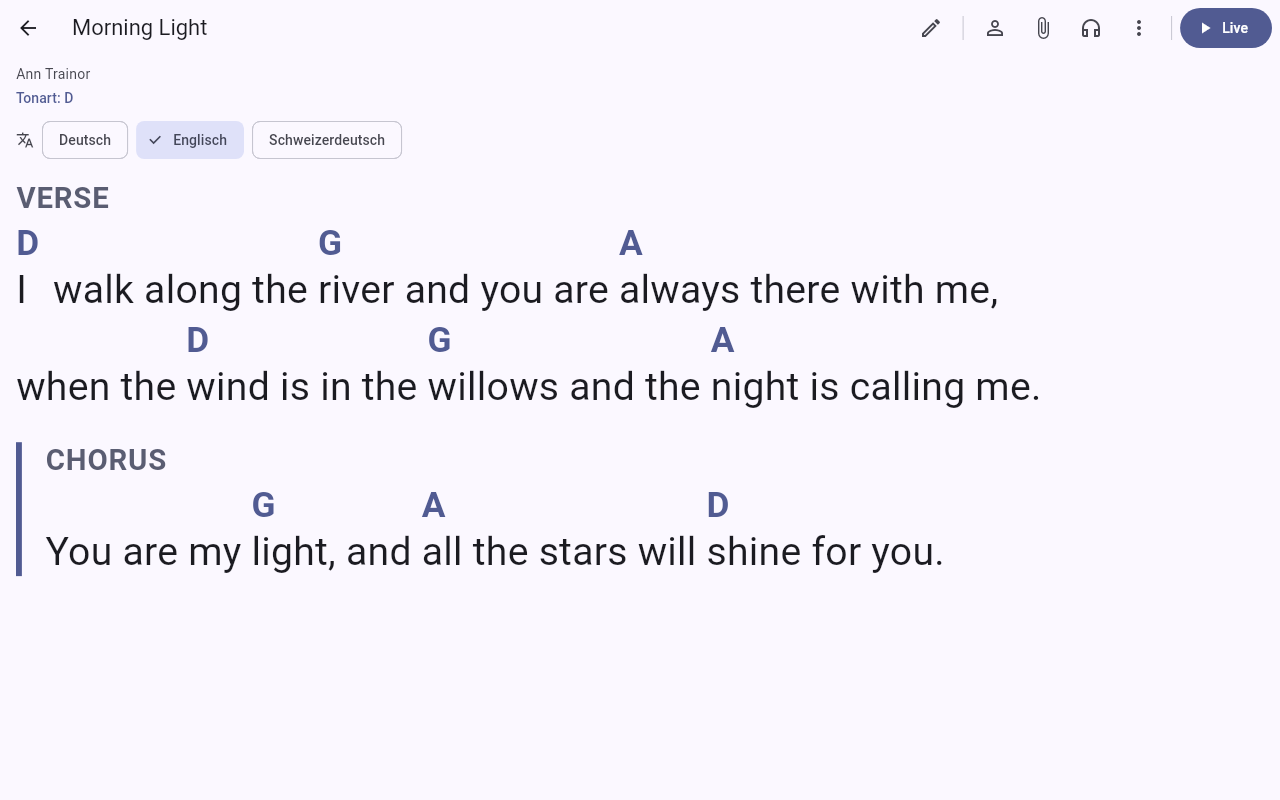 Morning Light
Live
Ann Trainor
Tonart: D
Deutsch Englisch Schweizerdeutsch
VERSE
D G A
I walk along the river and you are always there with me,
D G A
when the wind is in the willows and the night is calling me.
CHORUS
G A D
You are my light, and all the stars will shine for you.